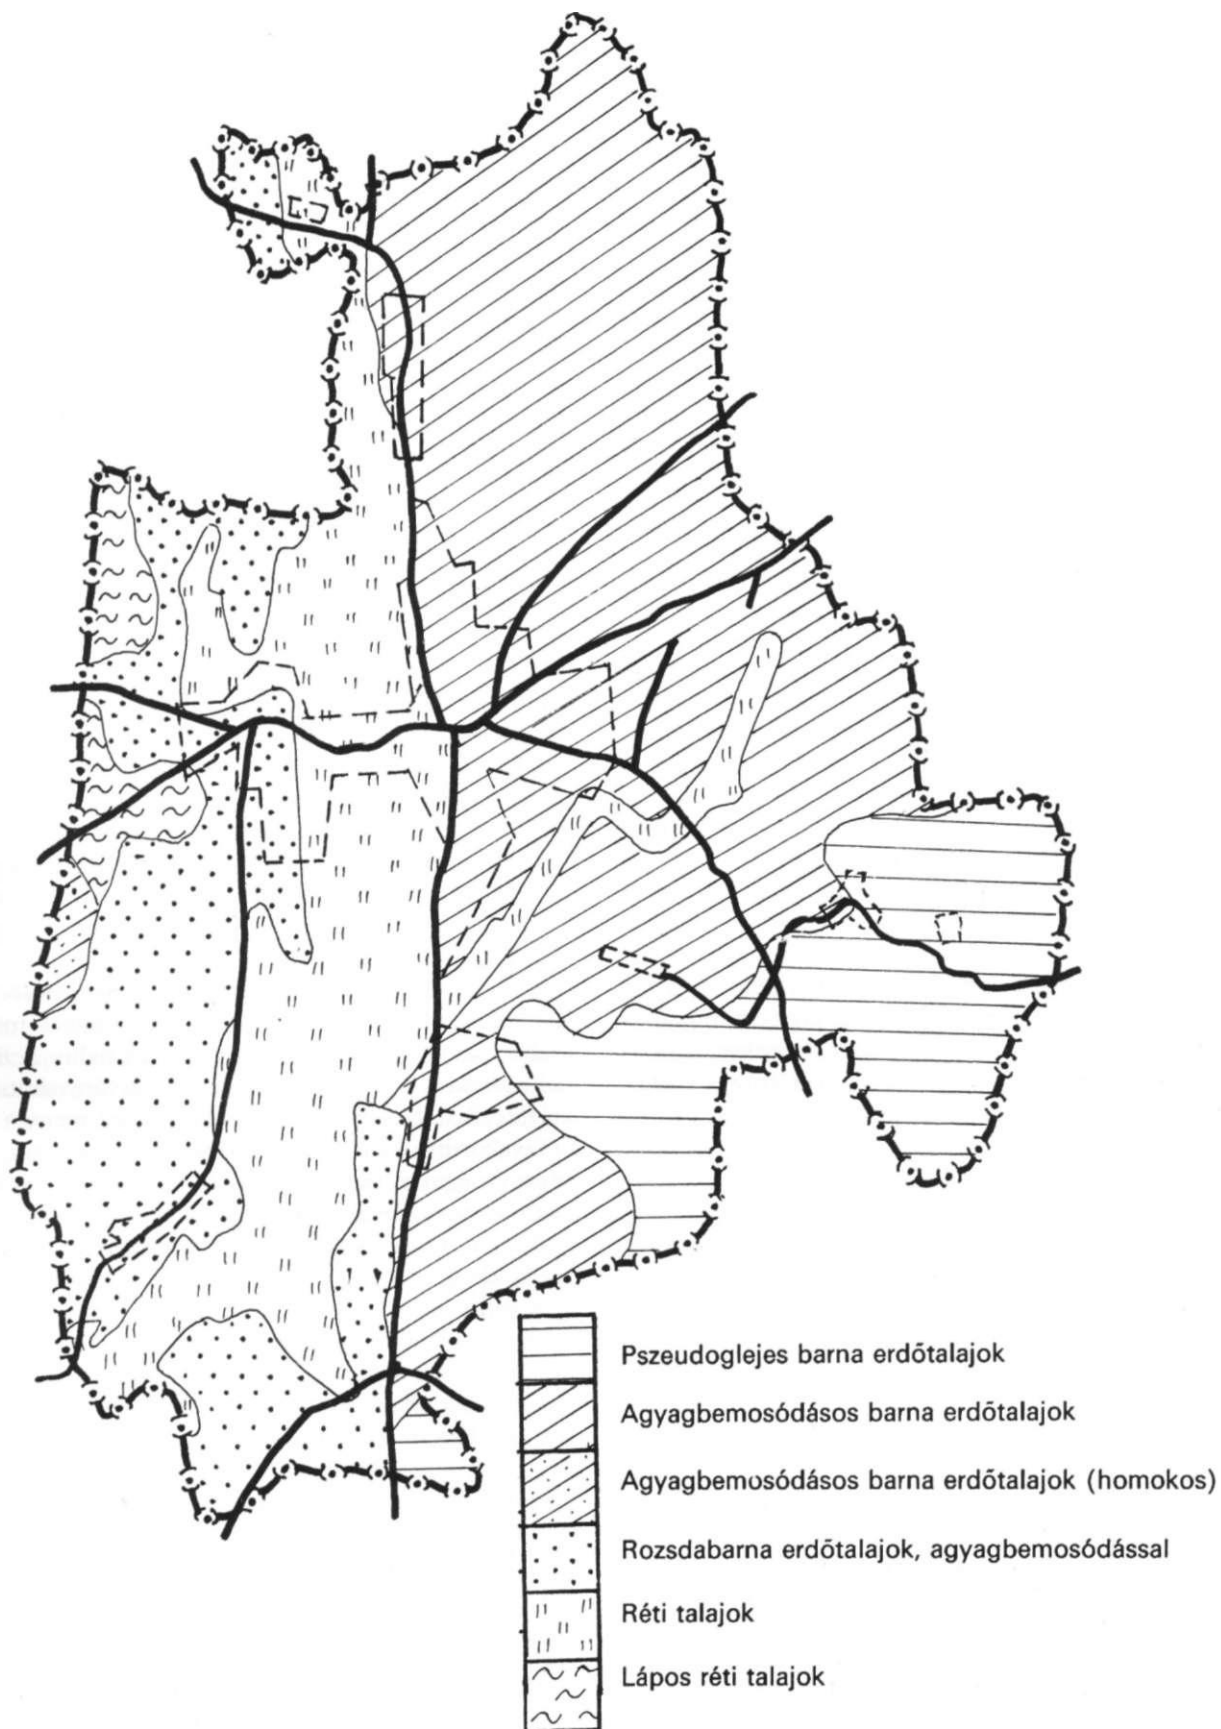 Pszeudoglejes barna erdőtalajok
Agyagbemosódásos barna erdőtalajok
Agyagbemosódásos barna erdőtalajok (homokos)
Rozsdabarna erdőtalajok, agyagbemosódással
Réti talajok
Lápos réti talajok